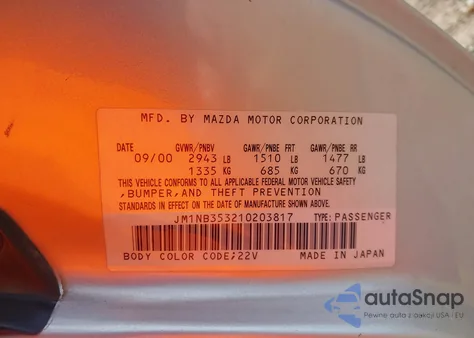 MFD. BY MAZDA MOTOR CORPORATION
DATE GVWR/PNBV GAWR/PNBE FRT GAWR/PNBE RR
09/00 2943 LB 1510 LB 1477 LB
1335 KG 685 KG 670 KG
THIS VEHICLE CONFORMS TO ALL APPLICABLE FEDERAL MOTOR VEHICLE SAFETY
,BUMPER,AND THEFT PREVENTION
STANDARDS IN EFFECT ON THE DATE OF MANUFACTURE SHOWN ABOVE.
JM1NB353210203817 TYPE:PASSENGER
BODY COLOR CODE;22V MADE IN JAPAN
autoSnap
Pewne auto z aukcji USA i EU